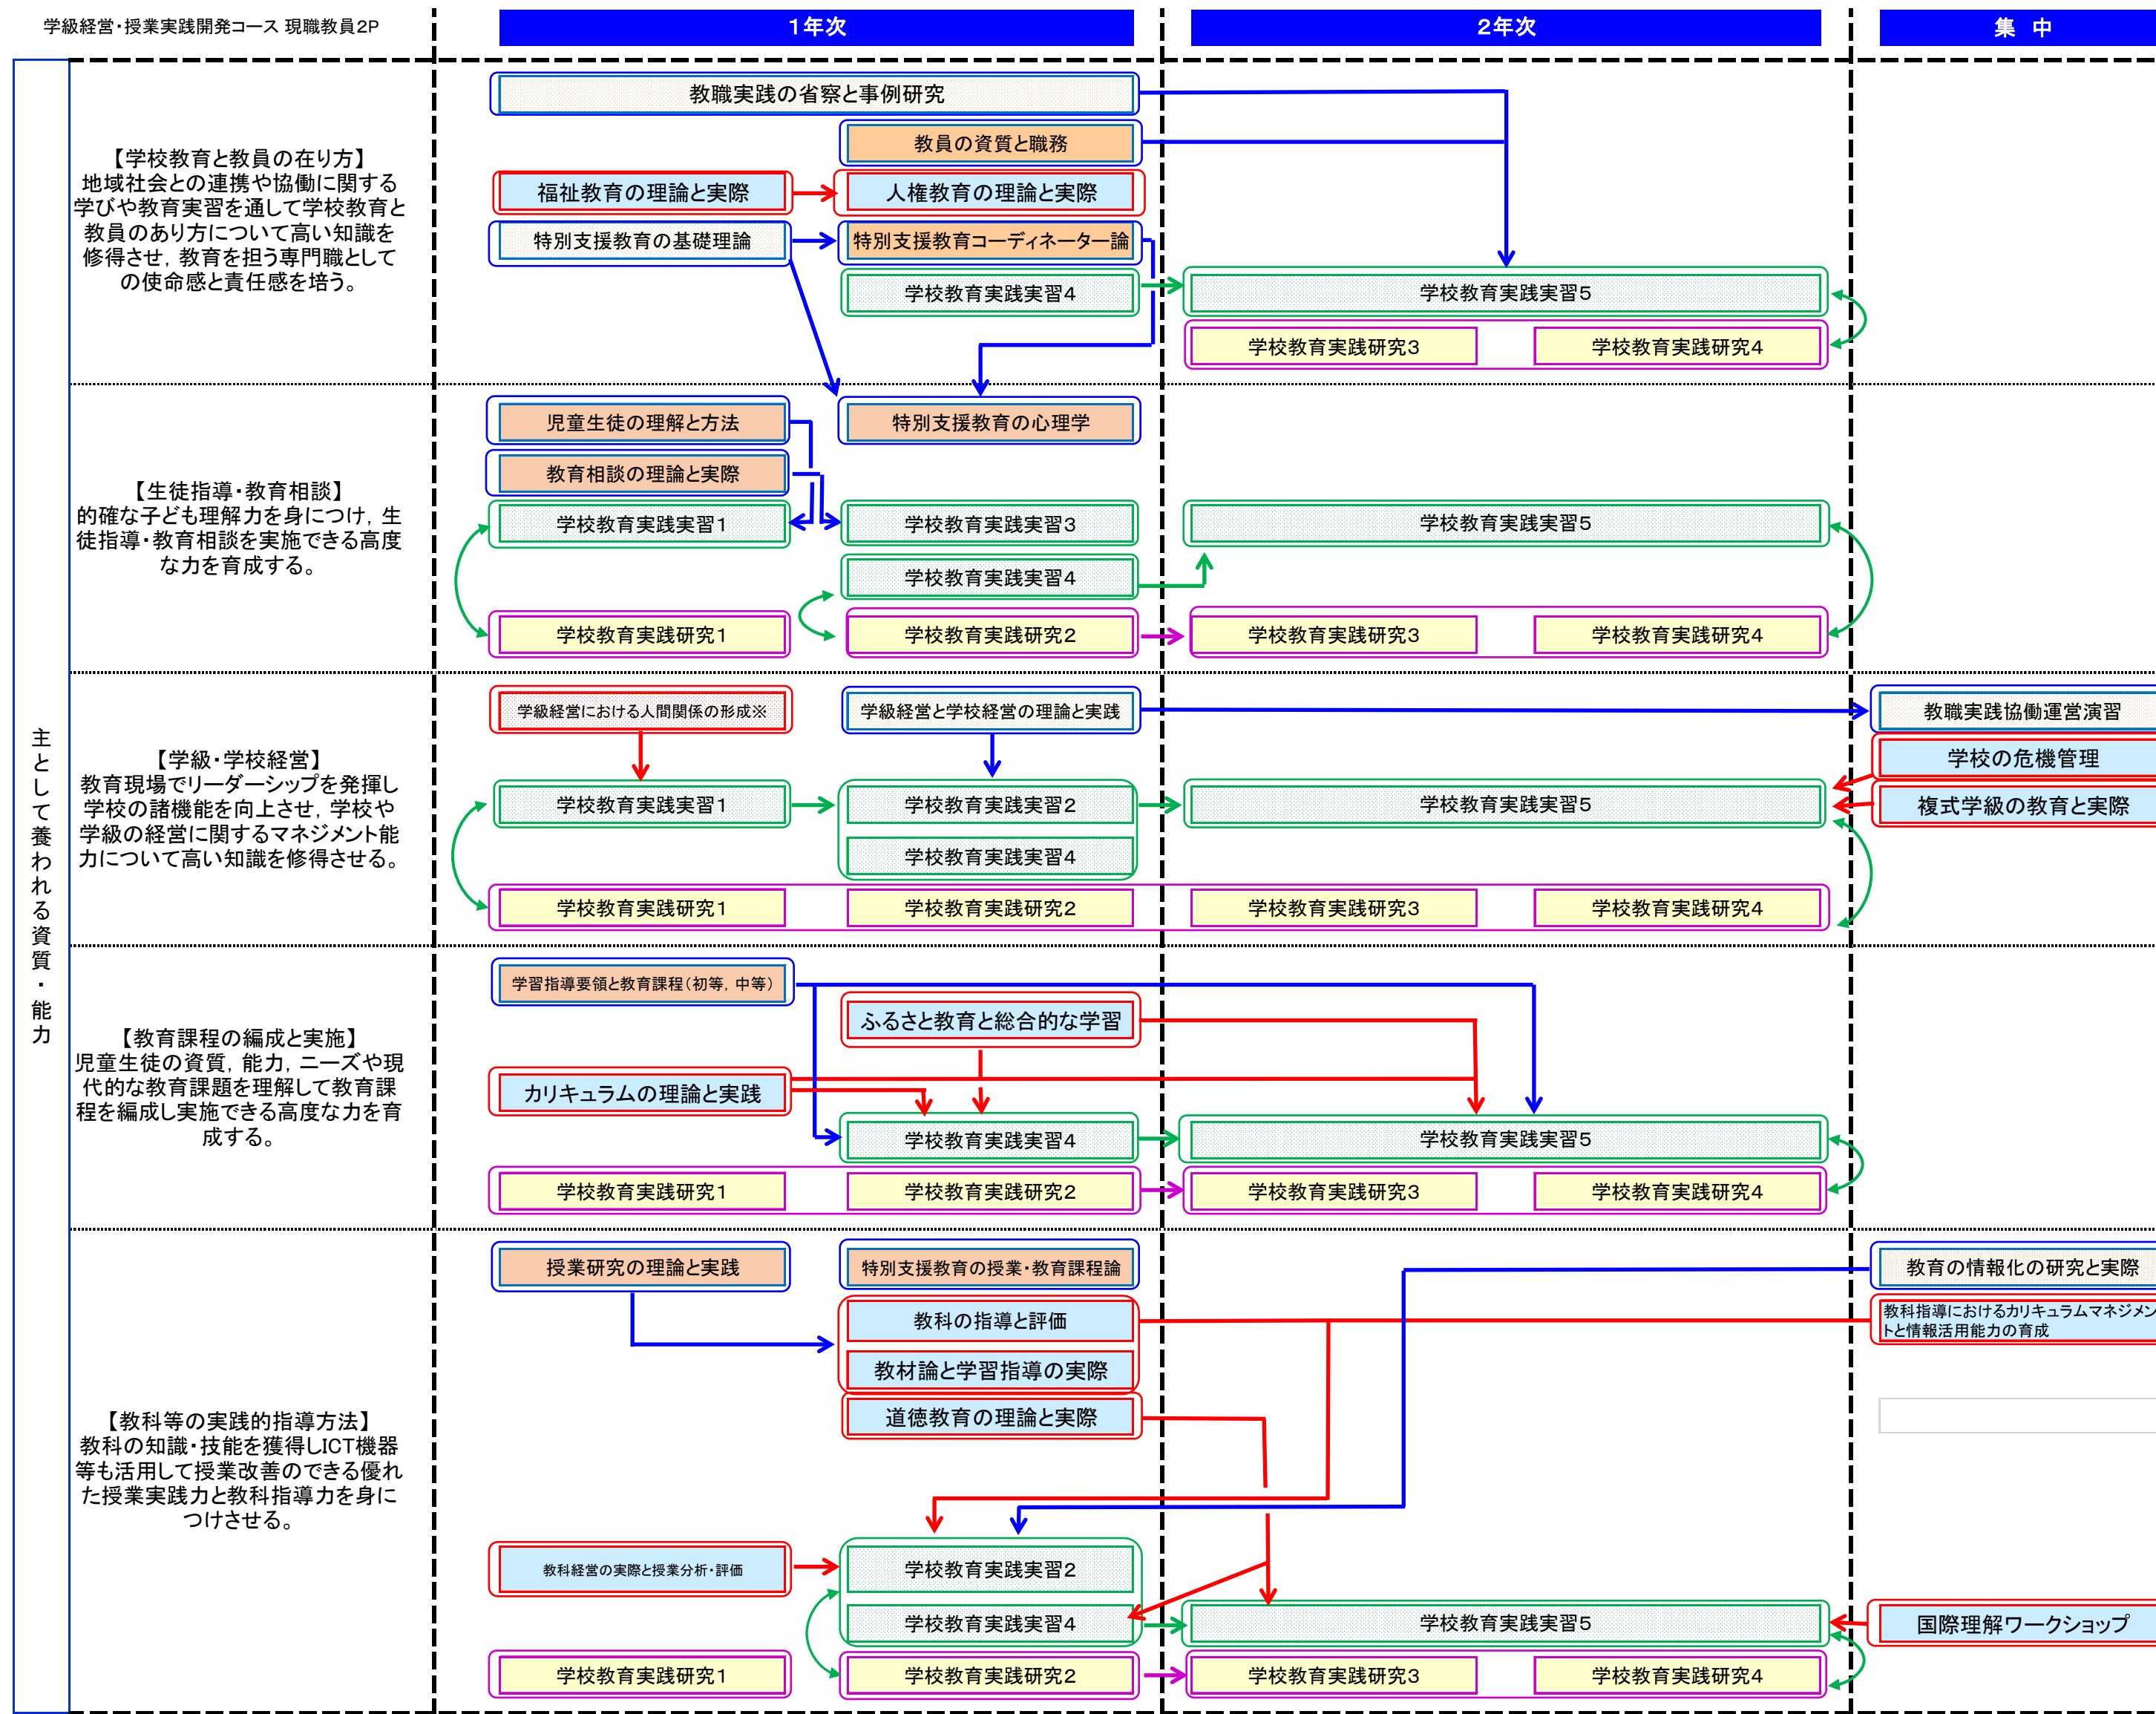 学級経営・授業実践開発コース 現職教員2P
1年次
2年次
集 中
主として養われる資質・能力
【学校教育と教員の在り方】
地域社会との連携や協働に関する
学びや教育実習を通して学校教育と
教員のあり方について高い知識を
修得させ，教育を担う専門職として
の使命感と責任感を培う。
教職実践の省察と事例研究
教員の資質と職務
福祉教育の理論と実際
人権教育の理論と実際
特別支援教育の基礎理論
特別支援教育コーディネーター論
学校教育実践実習4
学校教育実践実習5
学校教育実践研究3
学校教育実践研究4
【生徒指導・教育相談】
的確な子ども理解力を身につけ，生
徒指導・教育相談を実施できる高度
な力を育成する。
児童生徒の理解と方法
特別支援教育の心理学
教育相談の理論と実際
学校教育実践実習1
学校教育実践実習3
学校教育実践実習5
学校教育実践実習4
学校教育実践研究1
学校教育実践研究2
学校教育実践研究3
学校教育実践研究4
【学級・学校経営】
教育現場でリーダーシップを発揮し
学校の諸機能を向上させ，学校や
学級の経営に関するマネジメント能
力について高い知識を修得させる。
学級経営における人間関係の形成※
学級経営と学校経営の理論と実践
教職実践協働運営演習
学校の危機管理
学校教育実践実習1
学校教育実践実習2
学校教育実践実習5
複式学級の教育と実際
学校教育実践実習4
学校教育実践研究1
学校教育実践研究2
学校教育実践研究3
学校教育実践研究4
【教育課程の編成と実施】
児童生徒の資質，能力，ニーズや現
代的な教育課題を理解して教育課
程を編成し実施できる高度な力を育
成する。
学習指導要領と教育課程（初等，中等）
ふるさと教育と総合的な学習
カリキュラムの理論と実践
学校教育実践実習4
学校教育実践実習5
学校教育実践研究1
学校教育実践研究2
学校教育実践研究3
学校教育実践研究4
【教科等の実践的指導方法】
教科の知識・技能を獲得しICT機器
等も活用して授業改善のできる優れ
た授業実践力と教科指導力を身に
つけさせる。
授業研究の理論と実践
特別支援教育の授業・教育課程論
教育の情報化の研究と実際
教科の指導と評価
教科指導におけるカリキュラムマネジメン
トと情報活用能力の育成
教材論と学習指導の実際
道徳教育の理論と実際
教科経営の実際と授業分析・評価
学校教育実践実習2
学校教育実践実習4
学校教育実践実習5
国際理解ワークショップ
学校教育実践研究1
学校教育実践研究2
学校教育実践研究3
学校教育実践研究4